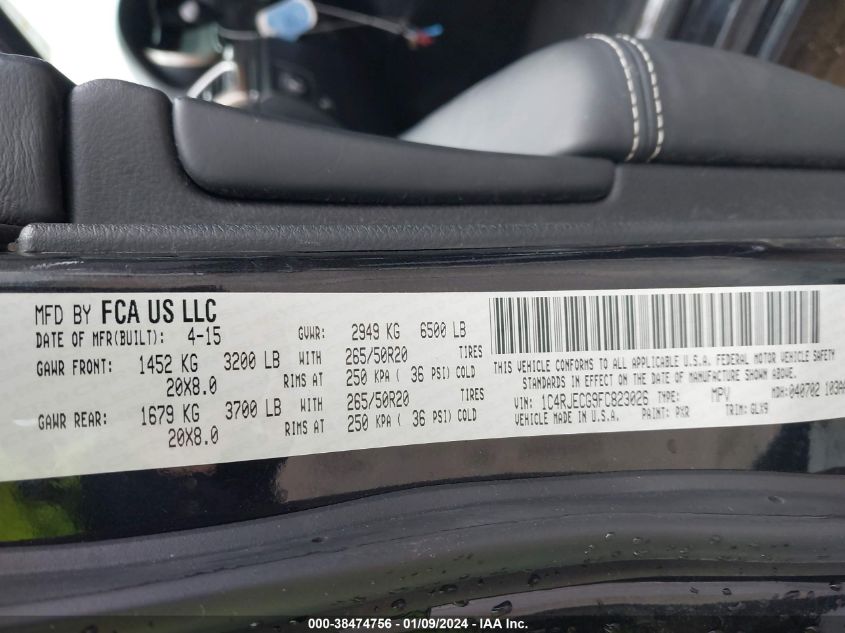 MFD BY FCA US LLC
DATE OF MFR(BUILT): 4-15
GVWR: 2949 KG 6500 LB
GAWR FRONT: 1452 KG 3200 LB WITH 265/50R20 TIRES
20X8.0 RIMS AT 250 KPA ( 36 PSI) COLD
GAWR REAR: 1679 KG 3700 LB WITH 265/50R20 TIRES
20X8.0 RIMS AT 250 KPA ( 36 PSI) COLD
THIS VEHICLE CONFORMS TO ALL APPLICABLE U.S.A. FEDERAL MOTOR VEHICLE SAFETY
STANDARDS IN EFFECT ON THE DATE OF MANUFACTURE SHOWN ABOVE.
VIN: 1C4RJECG9FC823026 TYPE: MPV MDH: 040702
VEHICLE MADE IN U.S.A. PAINT: PXR TRIM: GLX9
000-38474756 - 01/09/2024 - IAA Inc.